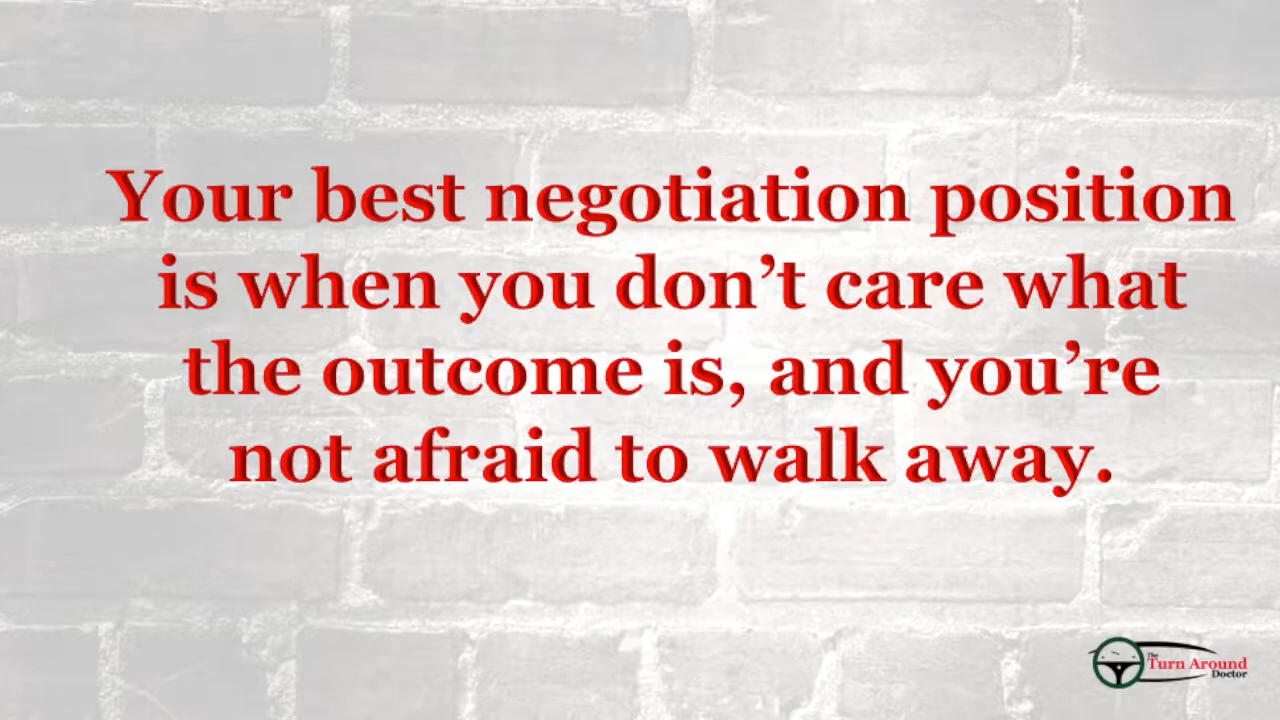 Your best negotiation position
is when you don’t care what
the outcome is, and you’re
not afraid to walk away.
The
Turn Around
Doctor